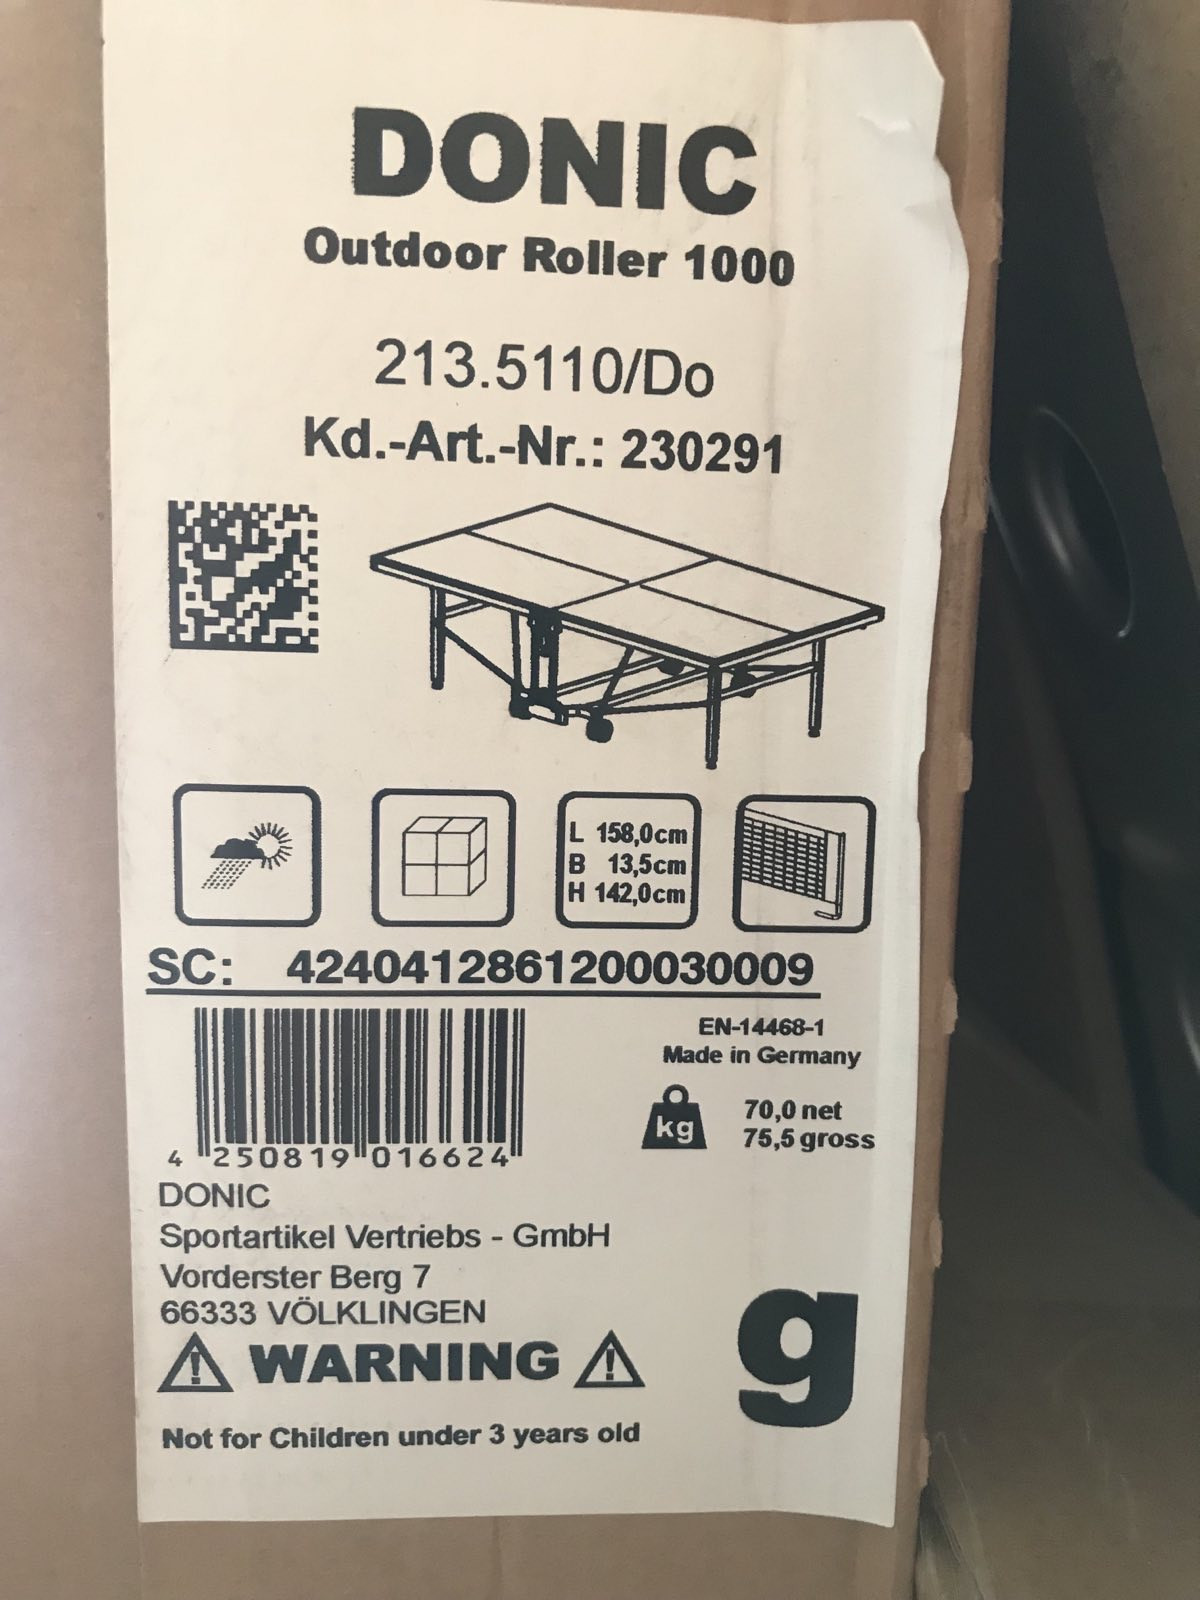 DONIC
Outdoor Roller 1000
213.5110/Do
Kd.-Art.-Nr.: 230291
L 158,0cm
B 13,5cm
H 142,0cm
SC: 4240412861200030009
EN-14468-1
Made in Germany
kg
70,0 net
75,5 gross
4 250819 016624
DONIC
Sportartikel Vertriebs - GmbH
Vorderster Berg 7
66333 VÖLKLINGEN
! WARNING !
g
Not for Children under 3 years old